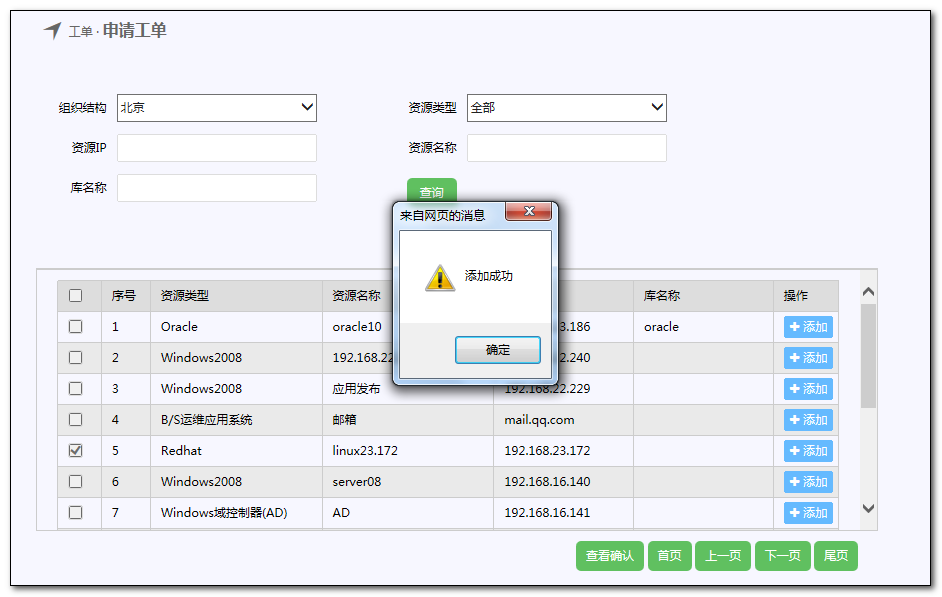 工单 · 申请工单
组织结构 北京 资源类型 全部
资源IP 资源名称
库名称 查询
来自网页的消息
添加成功
确定
序号 资源类型 资源名称 库名称 操作
1 Oracle oracle10 3.186 oracle 添加
2 Windows2008 192.168.22 2.240 添加
3 Windows2008 应用发布 192.168.22.229 添加
4 B/S运维应用系统 邮箱 mail.qq.com 添加
5 Redhat linux23.172 192.168.23.172 添加
6 Windows2008 server08 192.168.16.140 添加
7 Windows域控制器(AD) AD 192.168.16.141 添加
查看确认 首页 上一页 下一页 尾页